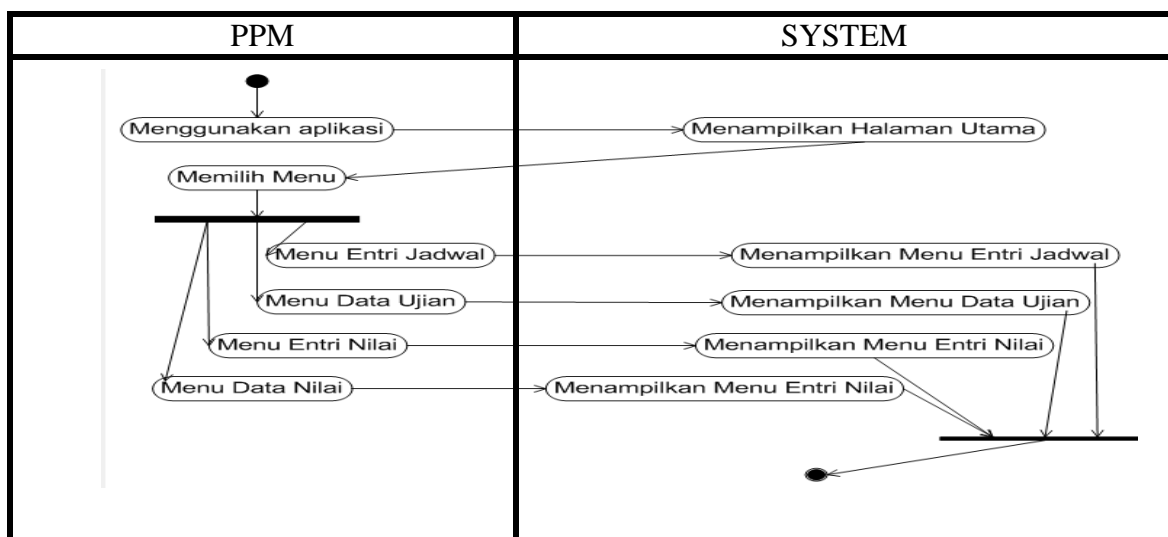 PPM
SYSTEM
Menggunakan aplikasi
Menampilkan Halaman Utama
Memilih Menu
Menu Entri Jadwal
Menampilkan Menu Entri Jadwal
Menu Data Ujian
Menampilkan Menu Data Ujian
Menu Entri Nilai
Menampilkan Menu Entri Nilai
Menu Data Nilai
Menampilkan Menu Entri Nilai